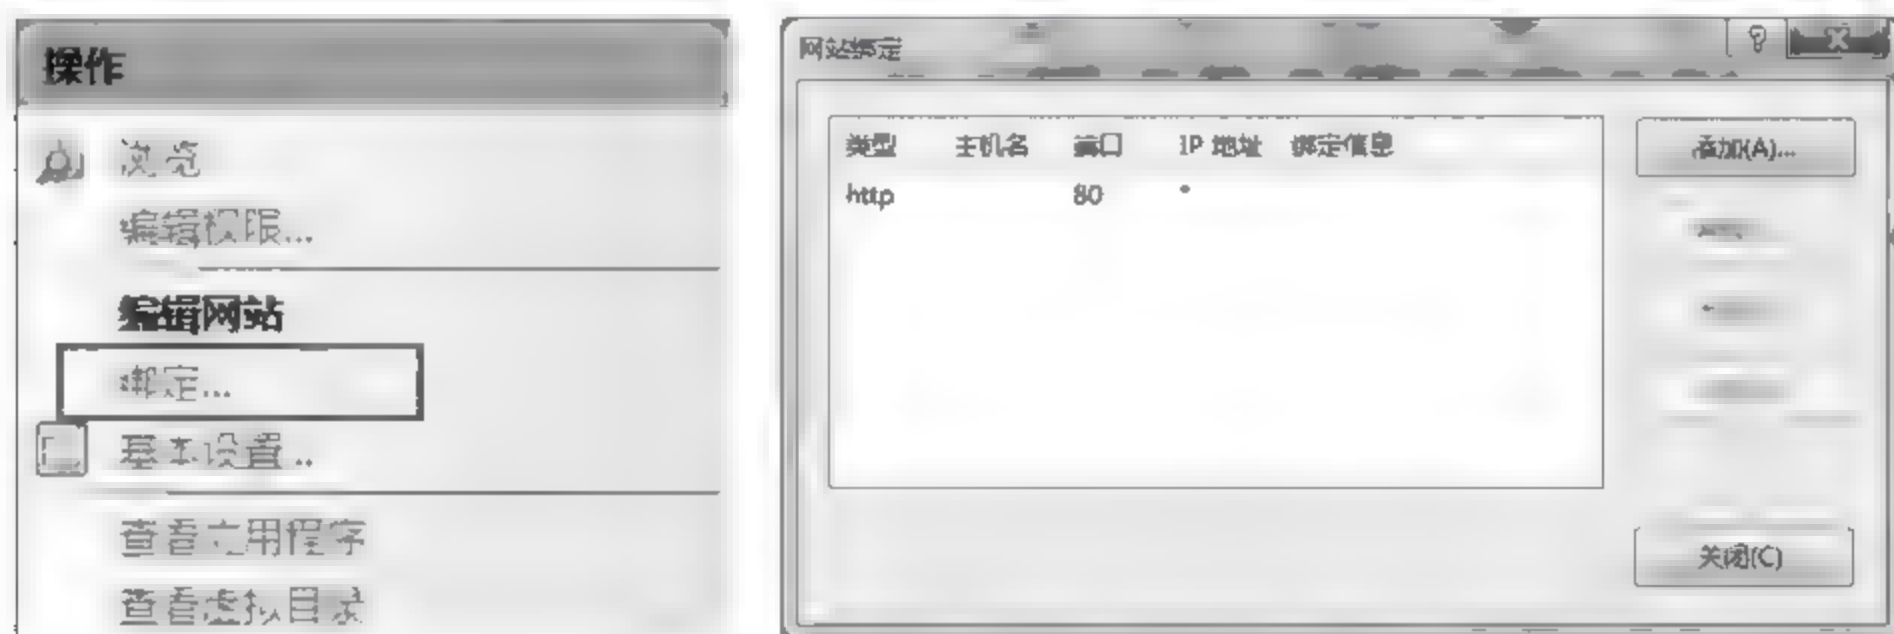 操作
浏览
编辑权限...
编辑网站
绑定...
基本设置...
查看应用程序
查看虚拟目录
网站绑定
类型 主机名 端口 IP 地址 绑定信息
http 80 *
添加(A)...
关闭(C)